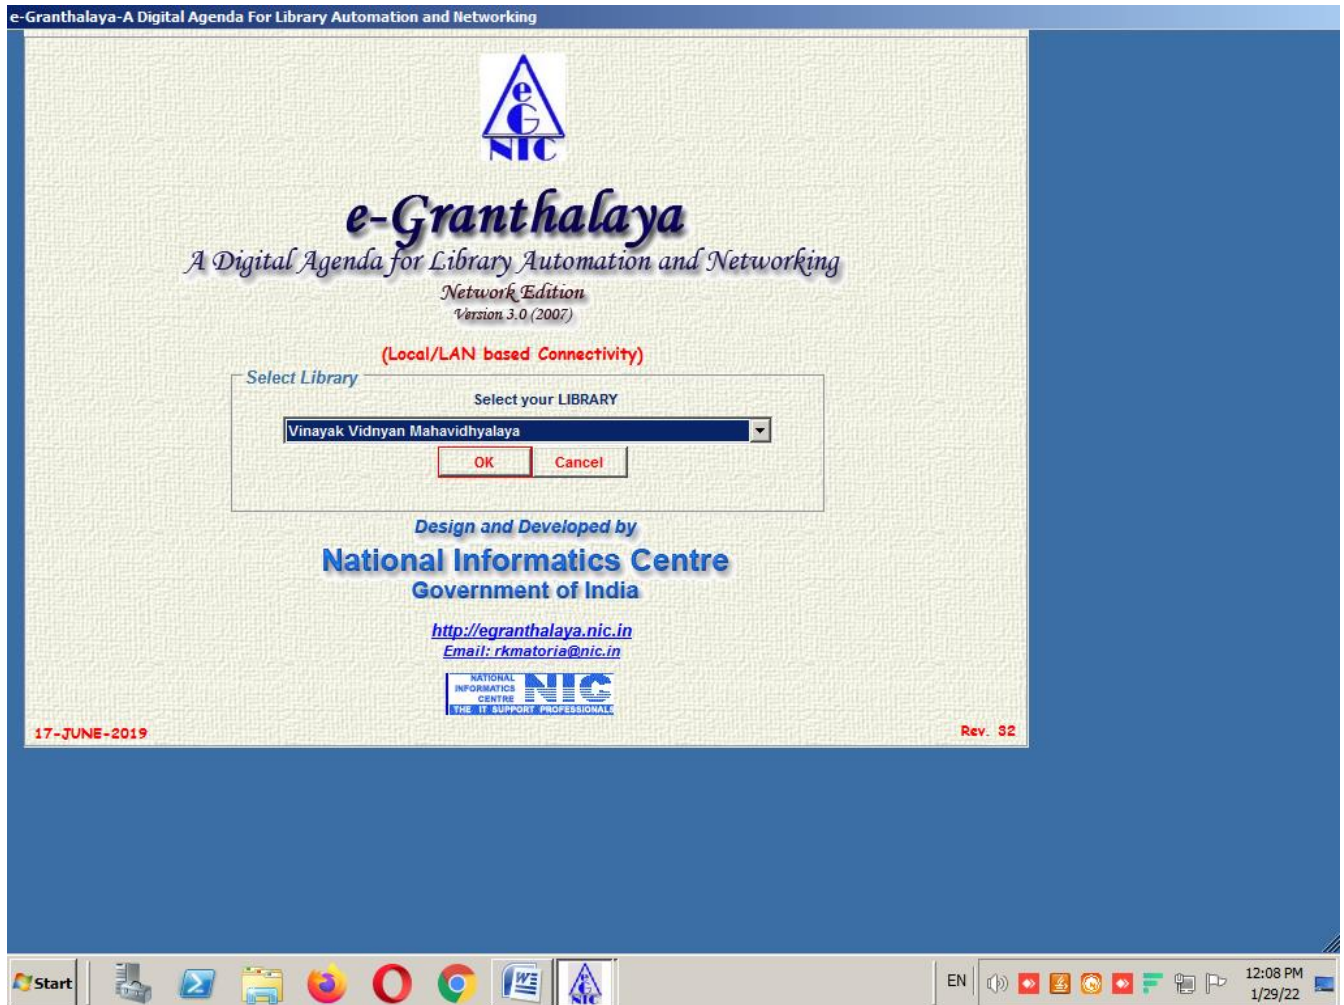 e-Granthalaya-A Digital Agenda For Library Automation and Networking
e
G
NIC
e-Granthalaya
A Digital Agenda for Library Automation and Networking
Network Edition
Version 3.0 (2007)
(Local/LAN based Connectivity)
Select Library
Select your LIBRARY
Vinayak Vidnyan Mahavidhyalaya
OK Cancel
Design and Developed by
National Informatics Centre
Government of India
http://egranthalaya.nic.in
Email: rkmatoria@nic.in
NATIONAL
INFORMATICS
CENTRE
NIC
THE IT SUPPORT PROFESSIONALS
17-JUNE-2019 Rev. 32
Start EN 12:08 PM
1/29/22